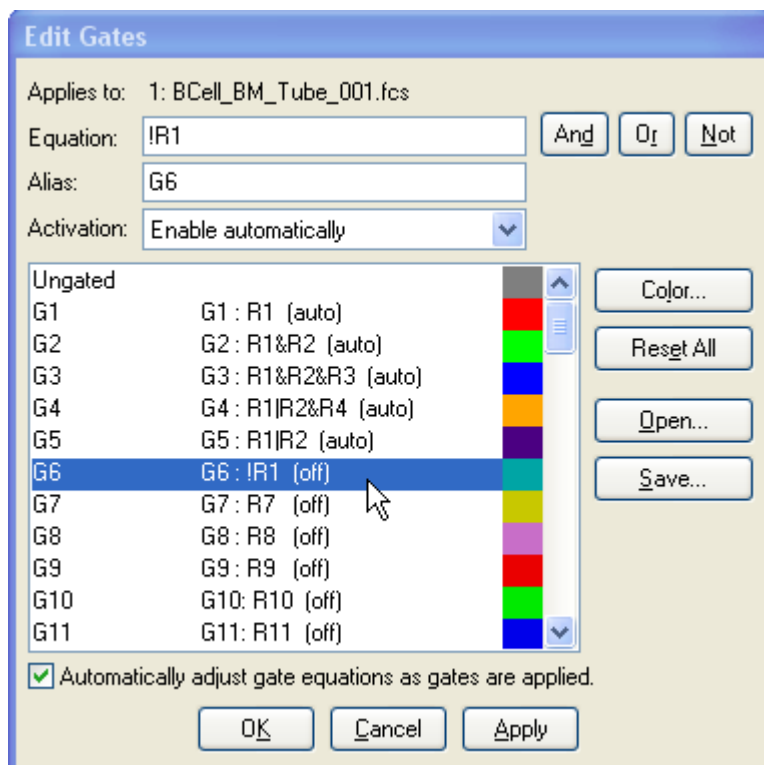 Edit Gates
Applies to: 1: BCell_BM_Tube_001.fcs
Equation: !R1 And Or Not
Alias: G6
Activation: Enable automatically
Ungated Color...
G1 G1 : R1 (auto)
G2 G2 : R1&R2 (auto) Reset All
G3 G3 : R1&R2&R3 (auto)
G4 G4 : R1|R2&R4 (auto) Open...
G5 G5 : R1|R2 (auto)
G6 G6 : !R1 (off) Save...
G7 G7 : R7 (off)
G8 G8 : R8 (off)
G9 G9 : R9 (off)
G10 G10: R10 (off)
G11 G11: R11 (off)
Automatically adjust gate equations as gates are applied.
OK Cancel Apply